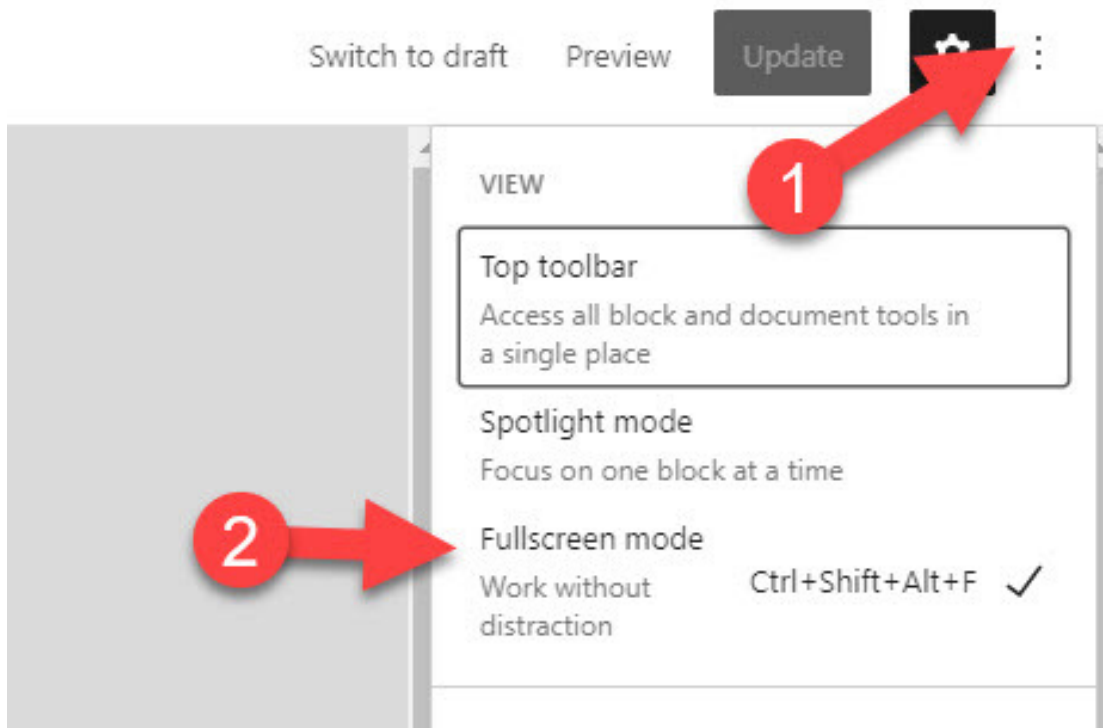 Switch to draft Preview Update
1
VIEW
Top toolbar
Access all block and document tools in
a single place
Spotlight mode
Focus on one block at a time
2
Fullscreen mode
Work without Ctrl+Shift+Alt+F
distraction